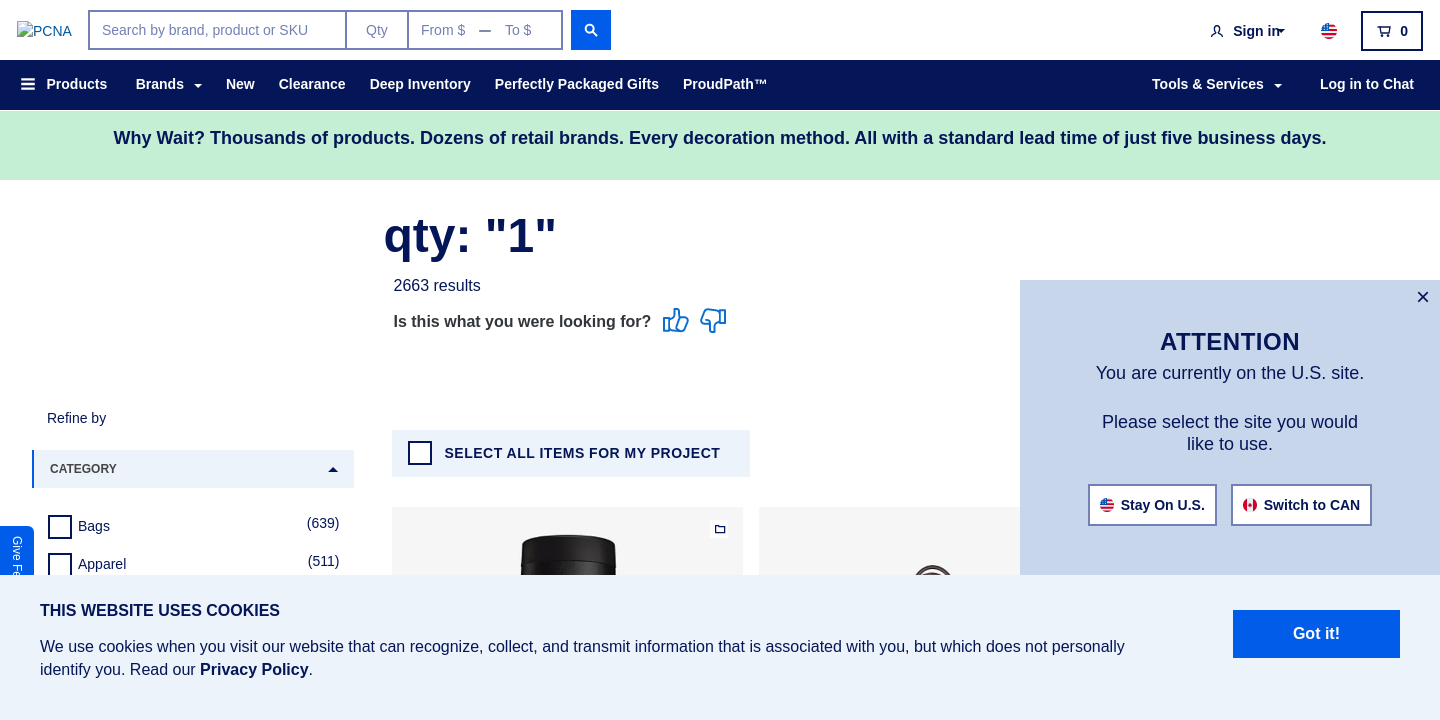 PCNA
Search by brand, product or SKU
Qty
From $ — To $
Sign in
0
Products
Brands
New
Clearance
Deep Inventory
Perfectly Packaged Gifts
ProudPath™
Tools & Services
Log in to Chat
Why Wait? Thousands of products. Dozens of retail brands. Every decoration method. All with a standard lead time of just five business days.
qty: "1"
2663 results
Is this what you were looking for?
×
ATTENTION
You are currently on the U.S. site.
Please select the site you would
like to use.
Stay On U.S.
Switch to CAN
Refine by
CATEGORY
SELECT ALL ITEMS FOR MY PROJECT
Bags (639)
Apparel (511)
Give
THIS WEBSITE USES COOKIES
We use cookies when you visit our website that can recognize, collect, and transmit information that is associated with you, but which does not personally
identify you. Read our Privacy Policy.
Got it!